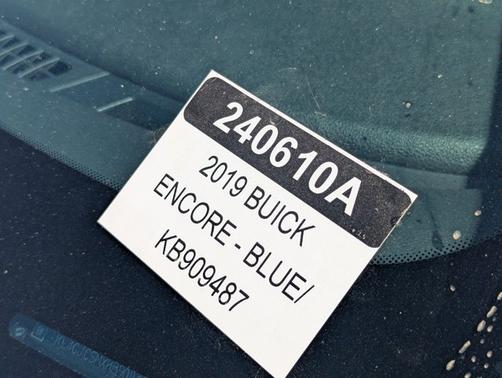 240610A
2019 BUICK
ENCORE - BLUE/
KB909487